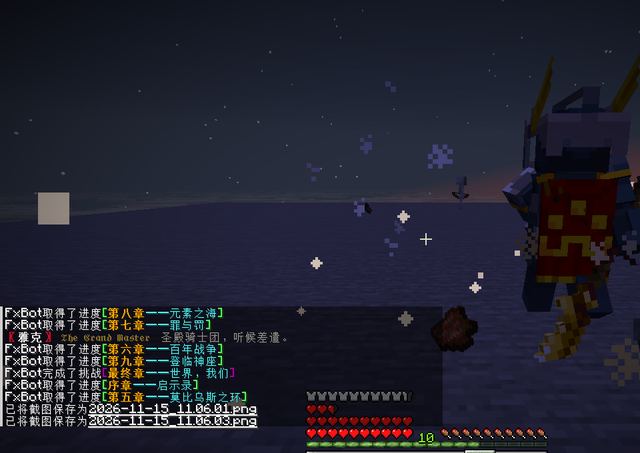 FxBot取得了进度[第八章——元素之海]
FxBot取得了进度[第七章——罪与罚]
《雅克》 The Grand Master 圣殿骑士团，听候差遣。
FxBot取得了进度[第六章——百年战争]
FxBot取得了进度[第九章——登临神座]
FxBot完成了挑战[最终章——世界，我们]
FxBot取得了进度[序章——启示录]
FxBot取得了进度[第五章——莫比乌斯之环]
已将截图保存为2026-11-15_11.06.01.png
已将截图保存为2026-11-15_11.06.03.png
10